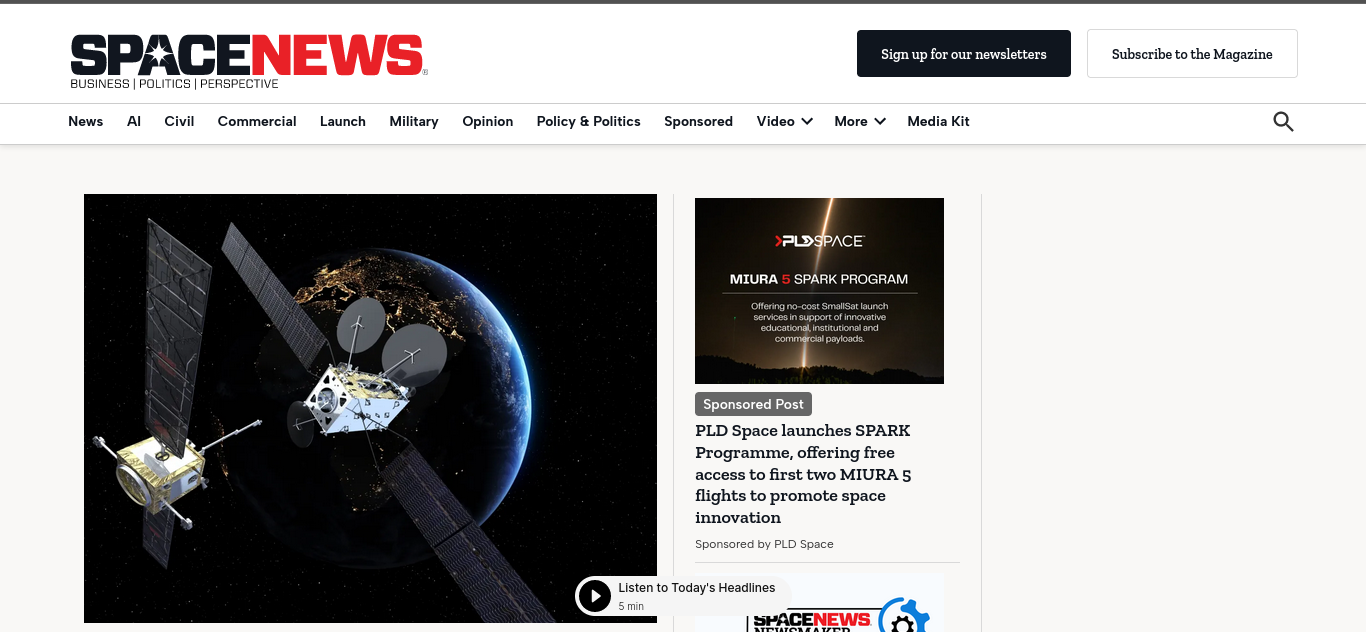 SPACENEWS®
BUSINESS | POLITICS | PERSPECTIVE
Sign up for our newsletters
Subscribe to the Magazine
News AI Civil Commercial Launch Military Opinion Policy & Politics Sponsored Video More Media Kit
PLDSPACE™
MIURA 5 SPARK PROGRAM
Offering no-cost SmallSat launch
services in support of innovative
educational, institutional and
commercial payloads.
Sponsored Post
PLD Space launches SPARK
Programme, offering free
access to first two MIURA 5
flights to promote space
innovation
Sponsored by PLD Space
Listen to Today's Headlines
5 min
SPACENEWS
NEWSMAKER